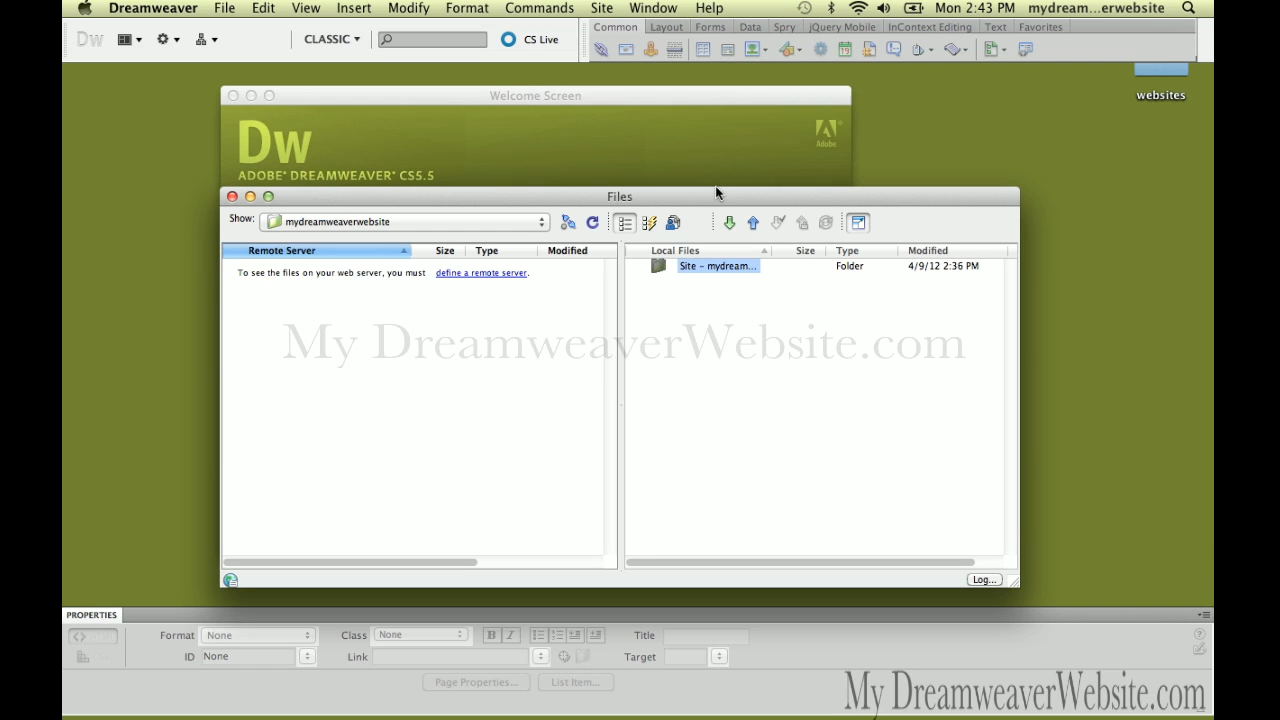 Dreamweaver File Edit View Insert Modify Format Commands Site Window Help Mon 2:43 PM mydream...erwebsite
Dw CLASSIC CS Live
Common Layout Forms Data Spry jQuery Mobile InContext Editing Text Favorites
19
websites
Welcome Screen
Dw
Adobe
ADOBE® DREAMWEAVER® CS5.5
Files
Show: mydreamweaverwebsite
Remote Server Size Type Modified
To see the files on your web server, you must define a remote server.
Local Files Size Type Modified
Site – mydream... Folder 4/9/12 2:36 PM
My DreamweaverWebsite.com
Log...
PROPERTIES
Format None Class None B I Title
ID None Link Target
Page Properties... List Item...
My DreamweaverWebsite.com